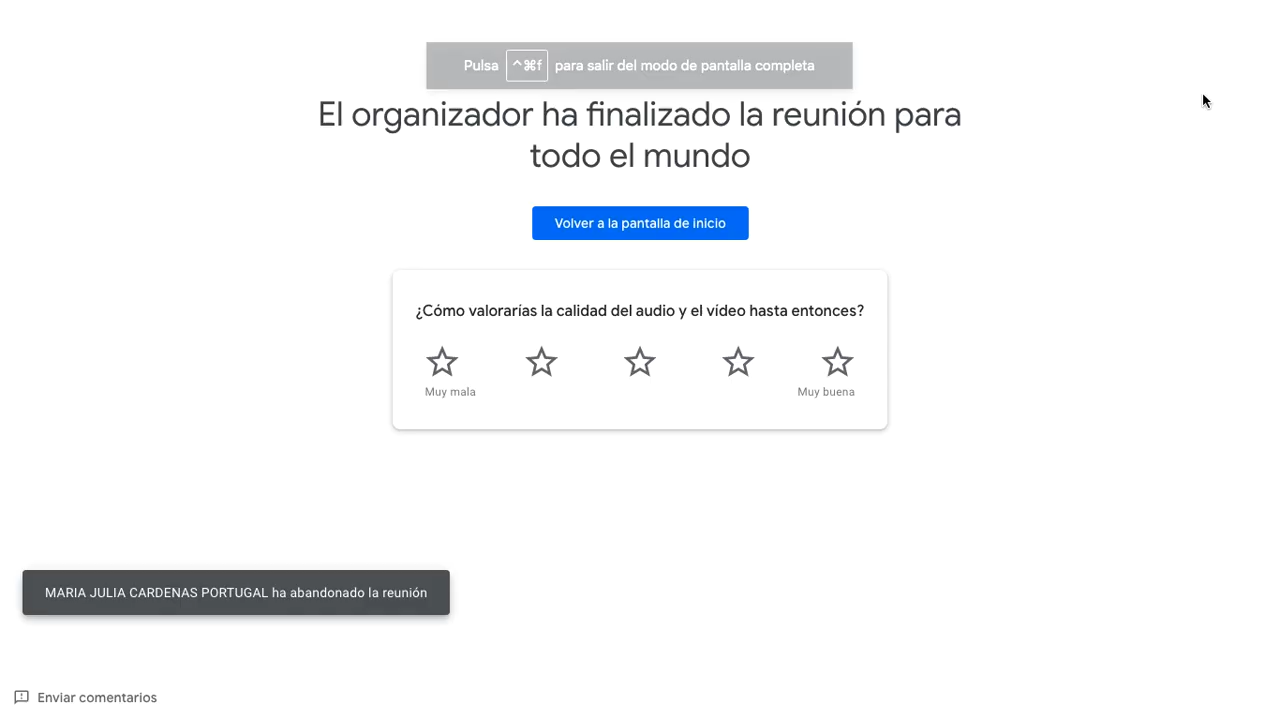 Pulsa ^⌘f para salir del modo de pantalla completa
El organizador ha finalizado la reunión para
todo el mundo
Volver a la pantalla de inicio
¿Cómo valorarías la calidad del audio y el vídeo hasta entonces?
Muy mala Muy buena
MARIA JULIA CARDENAS PORTUGAL ha abandonado la reunión
Enviar comentarios